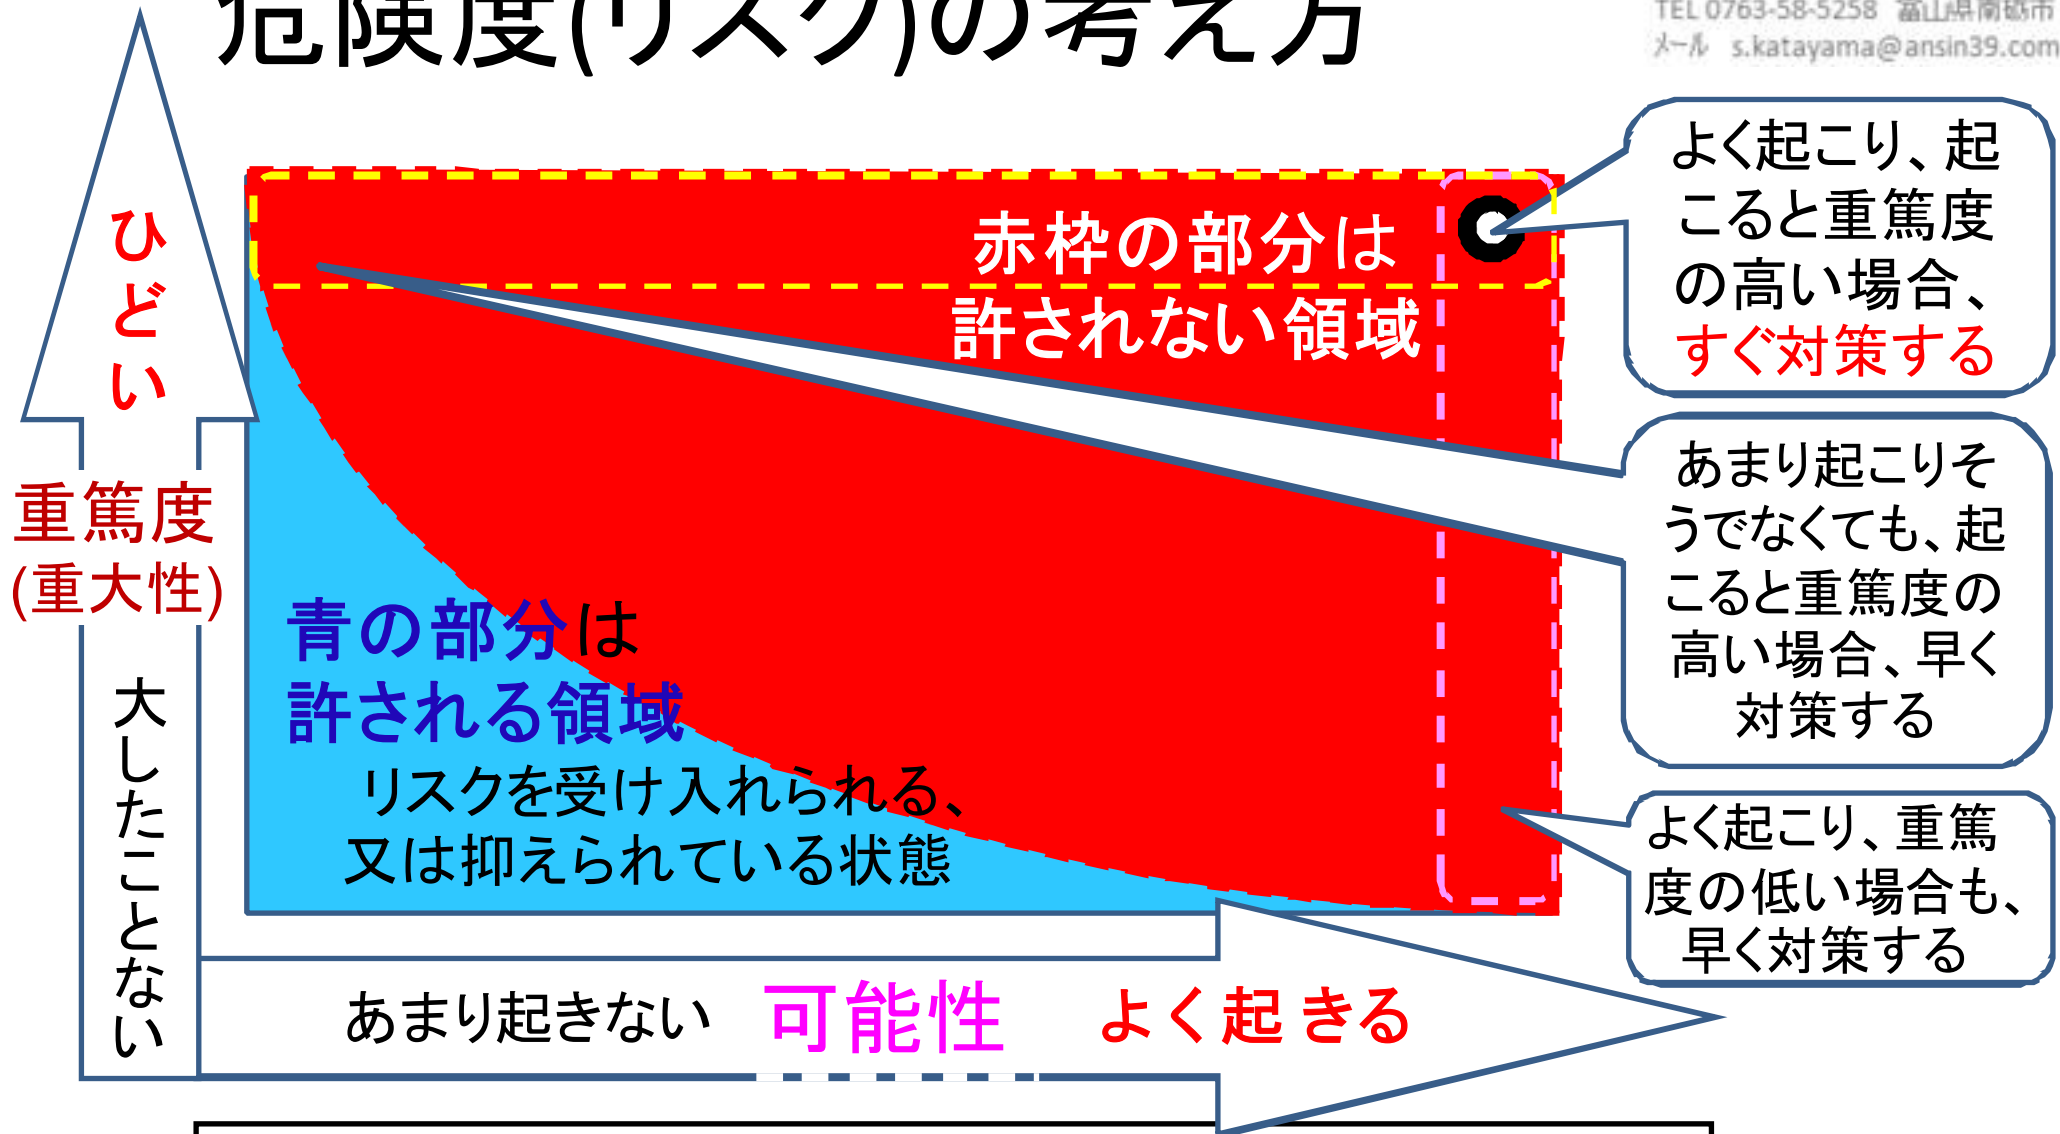 危険度(リスク)の考え方
TEL 0763-58-5258 富山県南砺市
メール s.katayama@ansin39.com
よく起こり、起
こると重篤度
の高い場合、
すぐ対策する
赤枠の部分は
許されない領域
ひどい
重篤度
(重大性)
大したことない
あまり起こりそ
うでなくても、起
こると重篤度の
高い場合、早く
対策する
青の部分は
許される領域
リスクを受け入れられる、
又は抑えられている状態
よく起こり、重篤
度の低い場合も、
早く対策する
あまり起きない 可能性 よく起きる